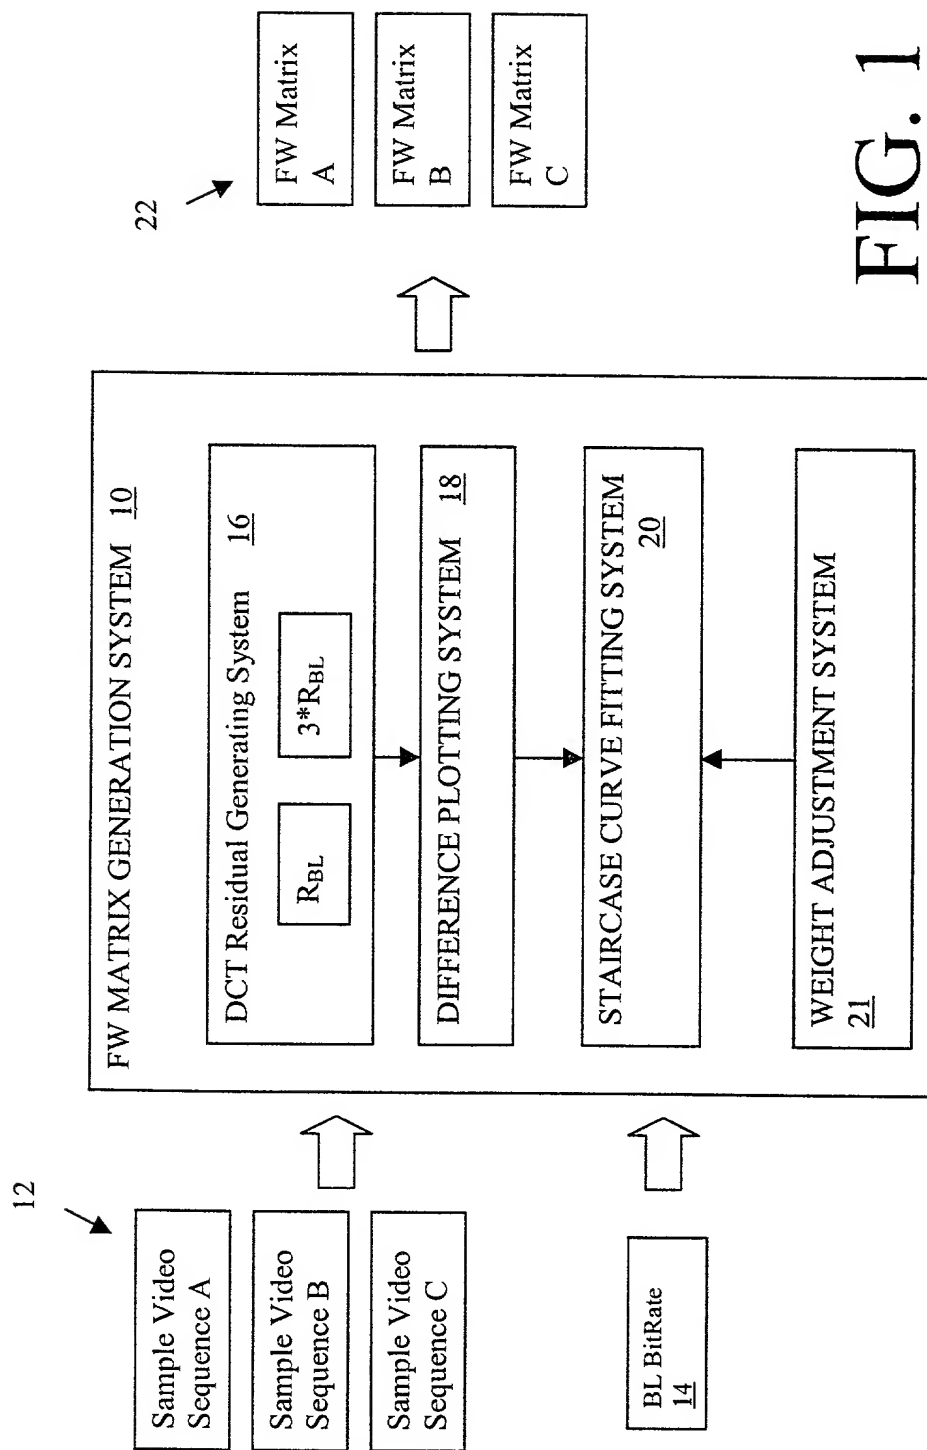 12
Sample Video
Sequence A
Sample Video
Sequence B
Sample Video
Sequence C
BL BitRate
14
FW MATRIX GENERATION SYSTEM 10
DCT Residual Generating System 16
R_BL
3*R_BL
DIFFERENCE PLOTTING SYSTEM 18
STAIRCASE CURVE FITTING SYSTEM
20
WEIGHT ADJUSTMENT SYSTEM
21
22
FW Matrix
A
FW Matrix
B
FW Matrix
C
FIG. 1